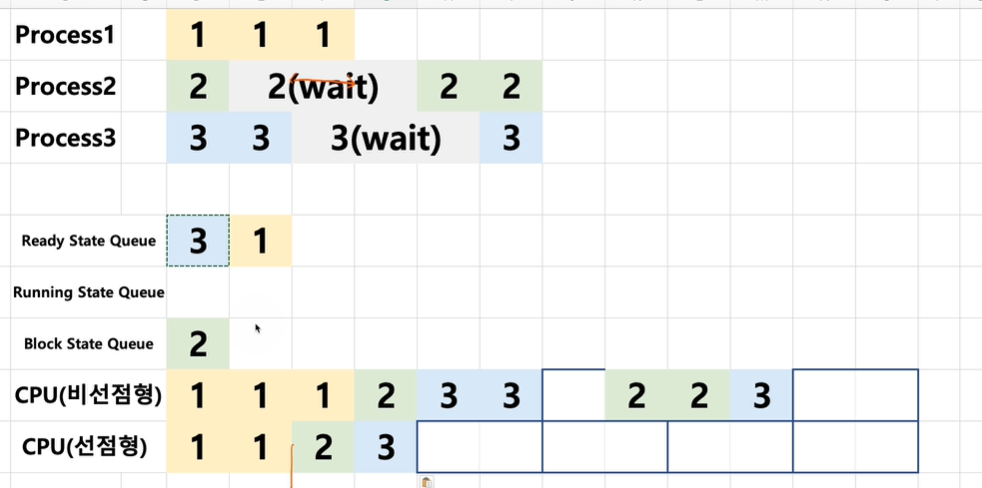 Process1 1 1 1
Process2 2 2(wait) 2 2
Process3 3 3 3(wait) 3
Ready State Queue 3 1
Running State Queue
Block State Queue 2
CPU(비선점형) 1 1 1 2 3 3 2 2 3
CPU(선점형) 1 1 2 3